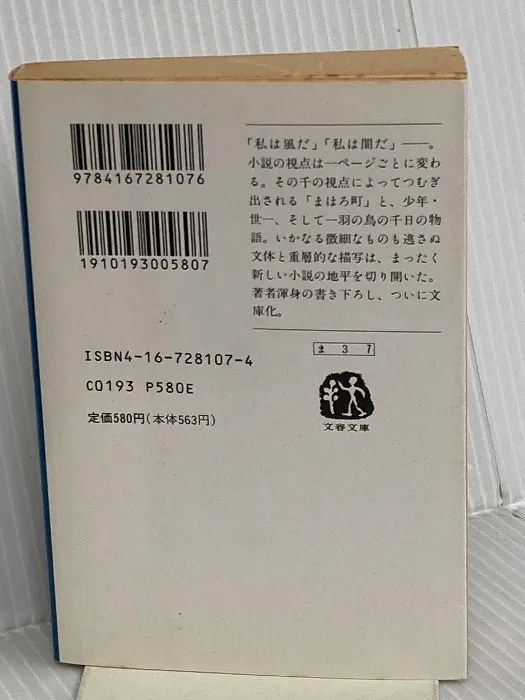 9784167281076
1910193005807
ISBN4-16-728107-4
C0193 P580E
定価580円(本体563円)
「私は風だ」「私は闇だ」――。
小説の視点は一ページごとに変わ
る。その千の視点によってつむぎ
出される「まほろ町」と、少年・
世一、そして一羽の鳥の千日の物
語。いかなる微細なものも逃さぬ
文体と重層的な描写は、まったく
新しい小説の地平を切り開いた。
著者渾身の書き下ろし、ついに文
庫化。
ま 3 7
文春文庫